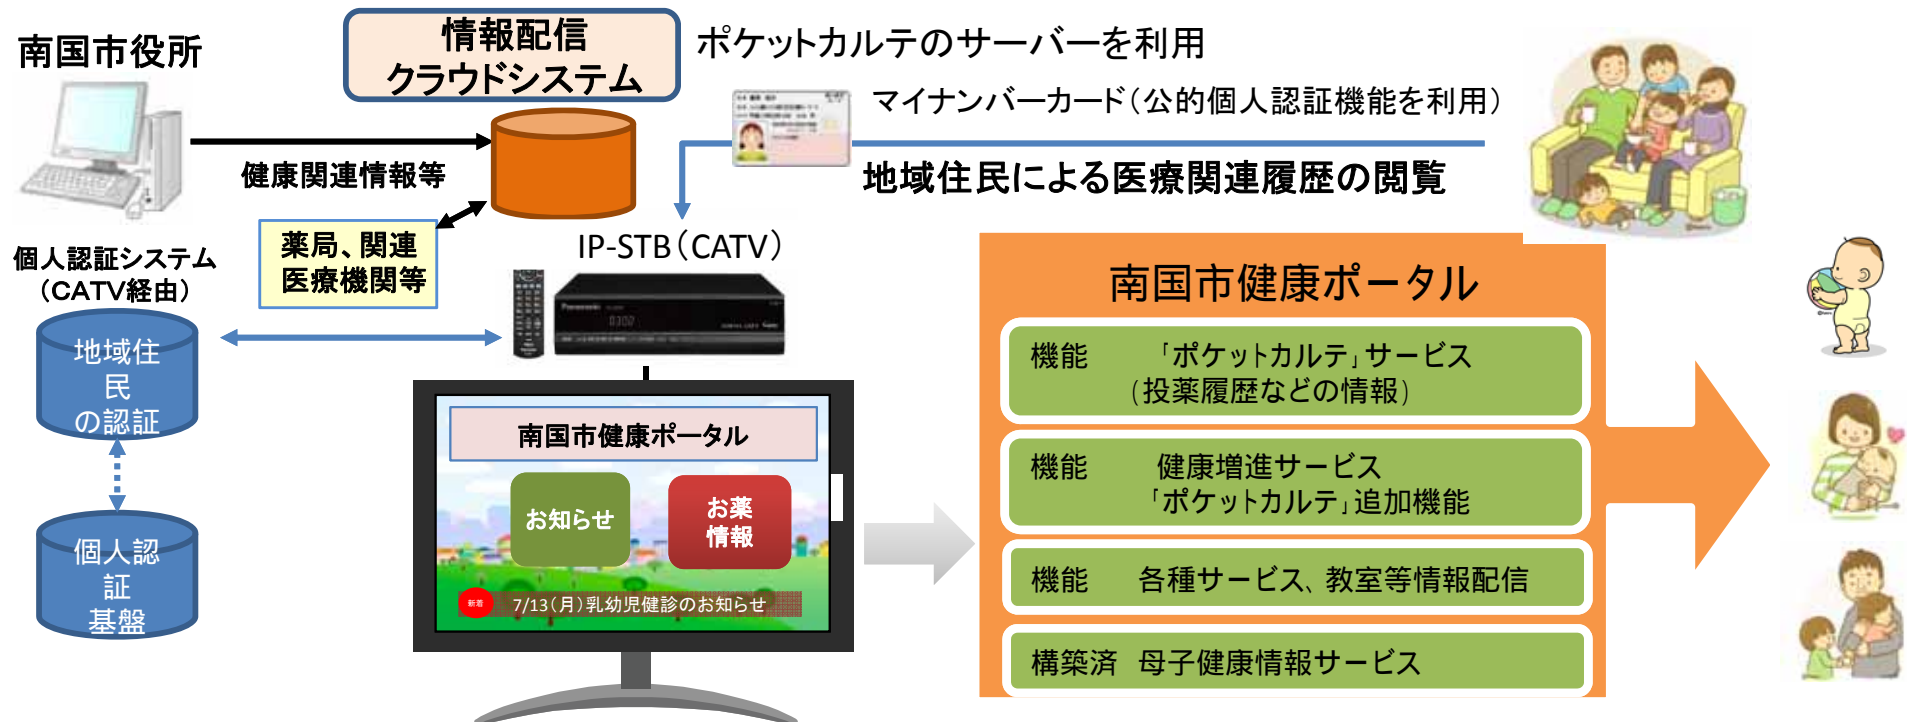 南国市役所
情報配信
クラウドシステム
ポケットカルテのサーバーを利用
マイナンバーカード（公的個人認証機能を利用）
健康関連情報等
地域住民による医療関連履歴の閲覧
薬局、関連
医療機関等
IP-STB（CATV）
個人認証システム
（CATV経由）
Panasonic
地域住
民
の認証
個人認
証
基盤
南国市健康ポータル
お知らせ
お薬
情報
新着
7/13（月）乳幼児健診のお知らせ
南国市健康ポータル
機能 「ポケットカルテ」サービス
（投薬履歴などの情報）
機能 健康増進サービス
「ポケットカルテ」追加機能
機能 各種サービス、教室等情報配信
構築済 母子健康情報サービス